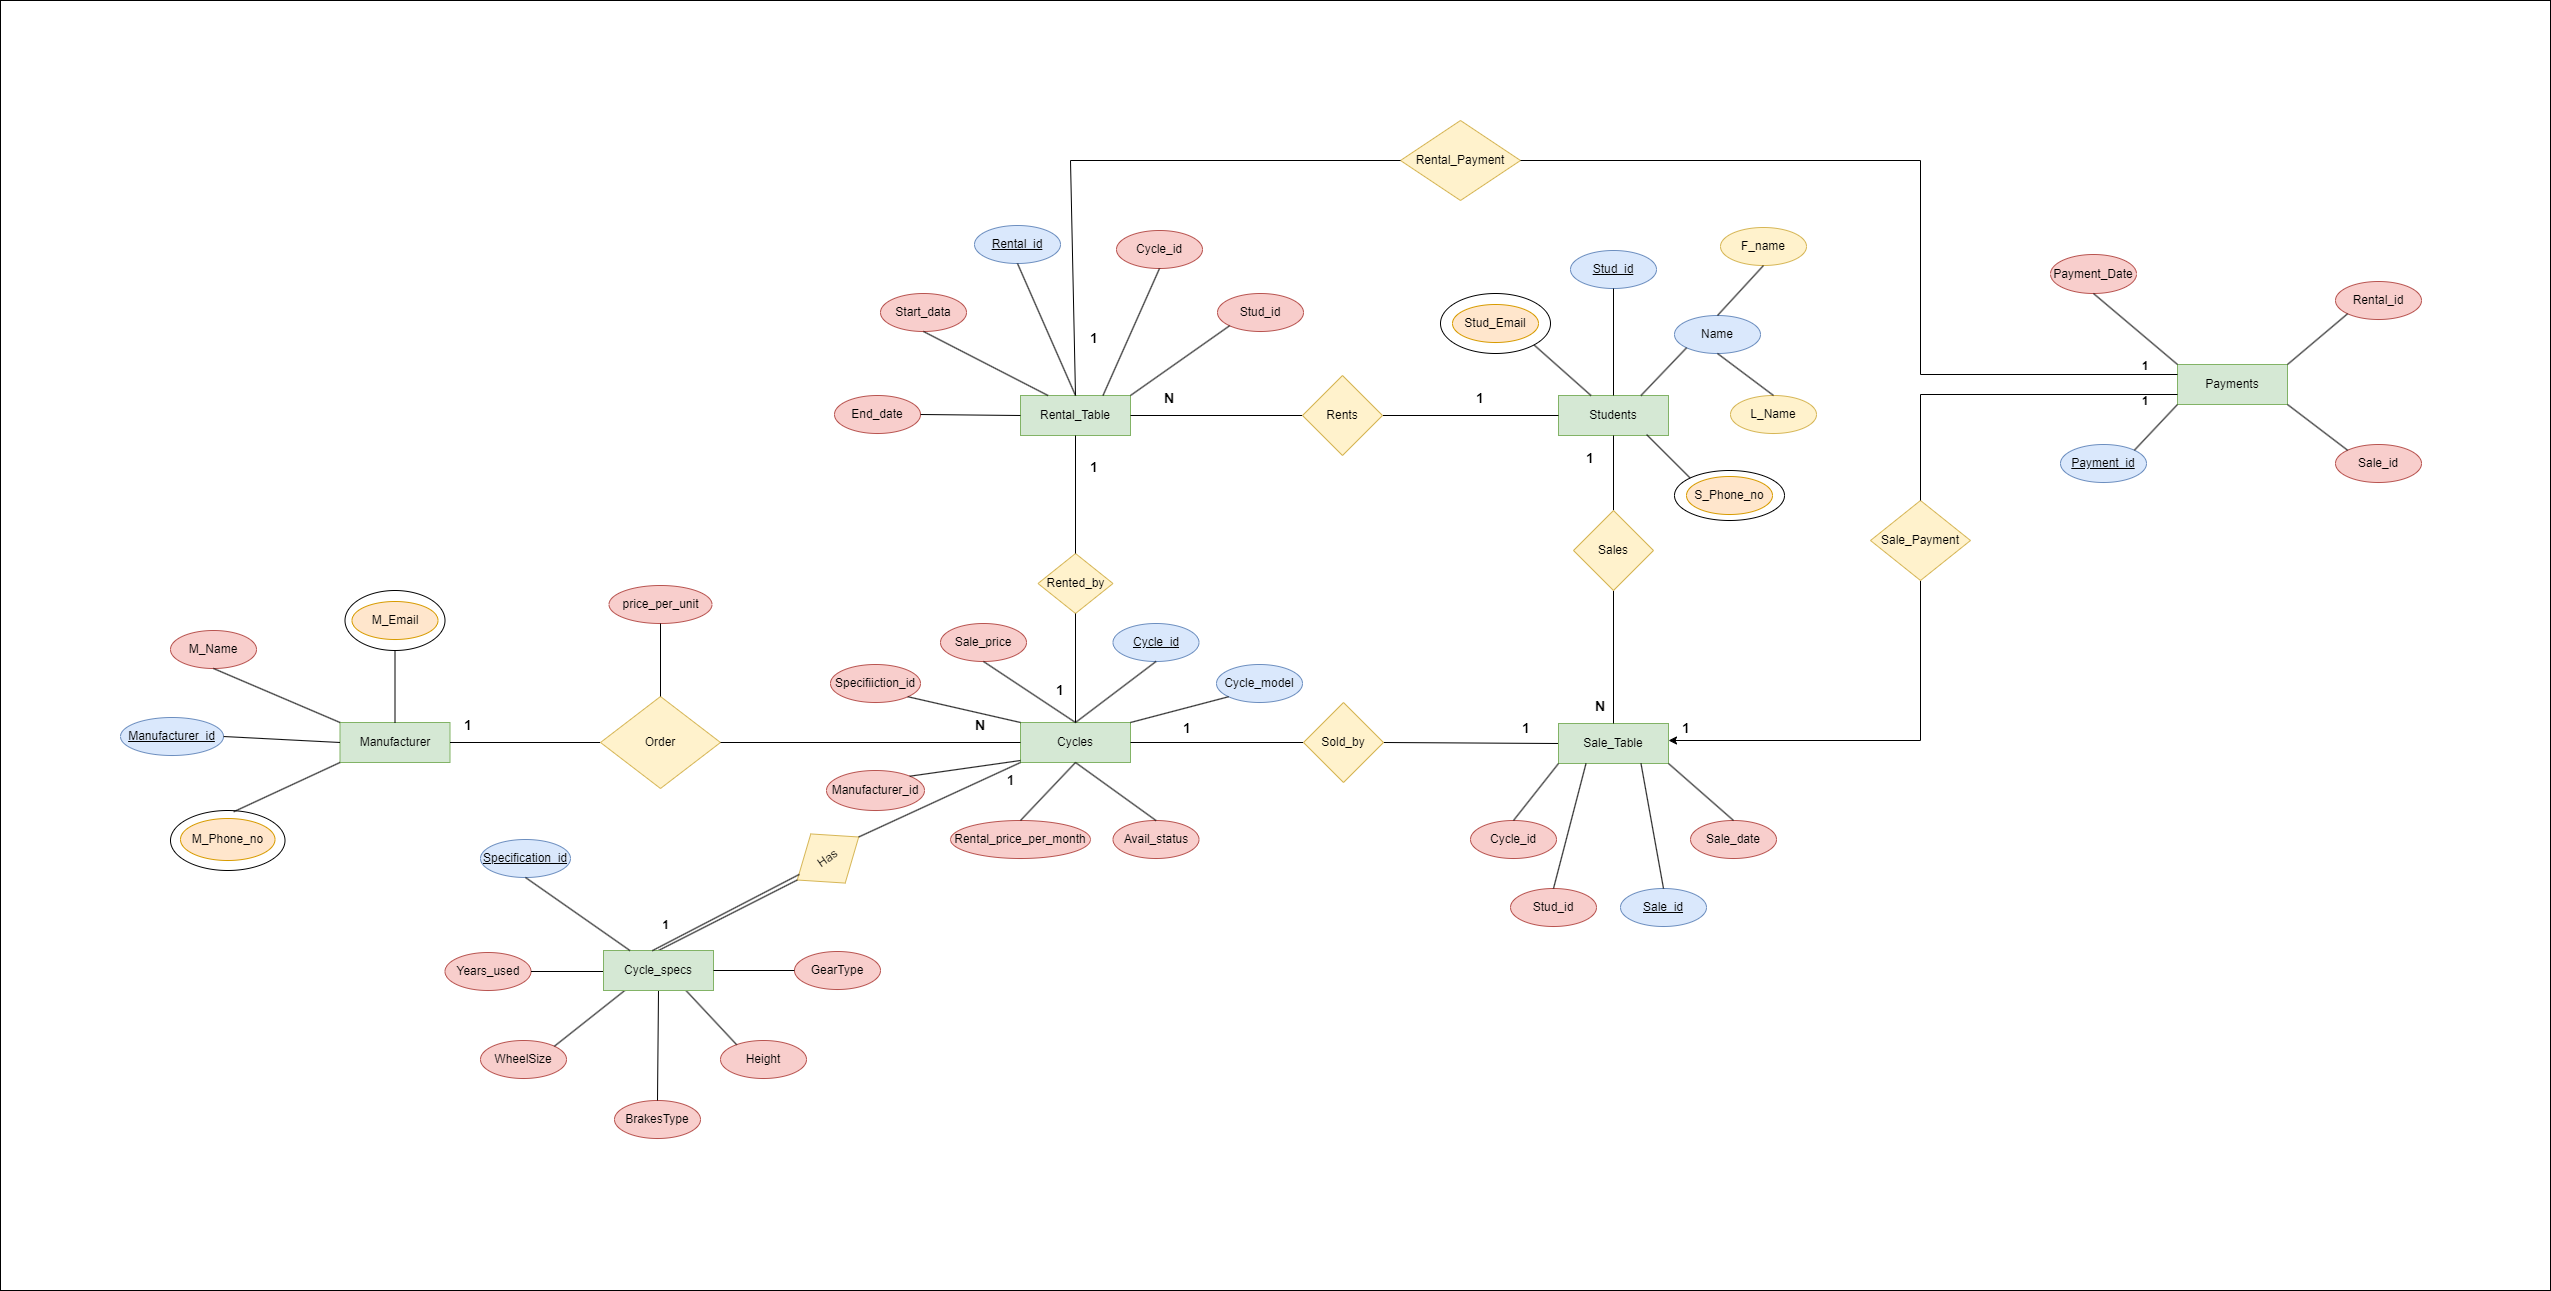 Rental_Payment
Rental_id
Cycle_id
F_name
Stud_id
Payment_Date
Rental_id
Start_data
Stud_id
Stud_Email
Name
1
1
Payments
1
N
1
End_date
Rental_Table
Rents
Students
L_Name
1
1
Payment_id
Sale_id
S_Phone_no
Sales
Sale_Payment
Rented_by
price_per_unit
M_Email
M_Name
Sale_price
Cycle_id
Specifiiction_id
Cycle_model
1
N
1
N
1
1
1
Manufacturer_id
Manufacturer
Order
Cycles
Sold_by
Sale_Table
1
Manufacturer_id
M_Phone_no
Rental_price_per_month
Avail_status
Cycle_id
Sale_date
Specification_id
Has
Stud_id
Sale_id
1
Years_used
Cycle_specs
GearType
WheelSize
Height
BrakesType